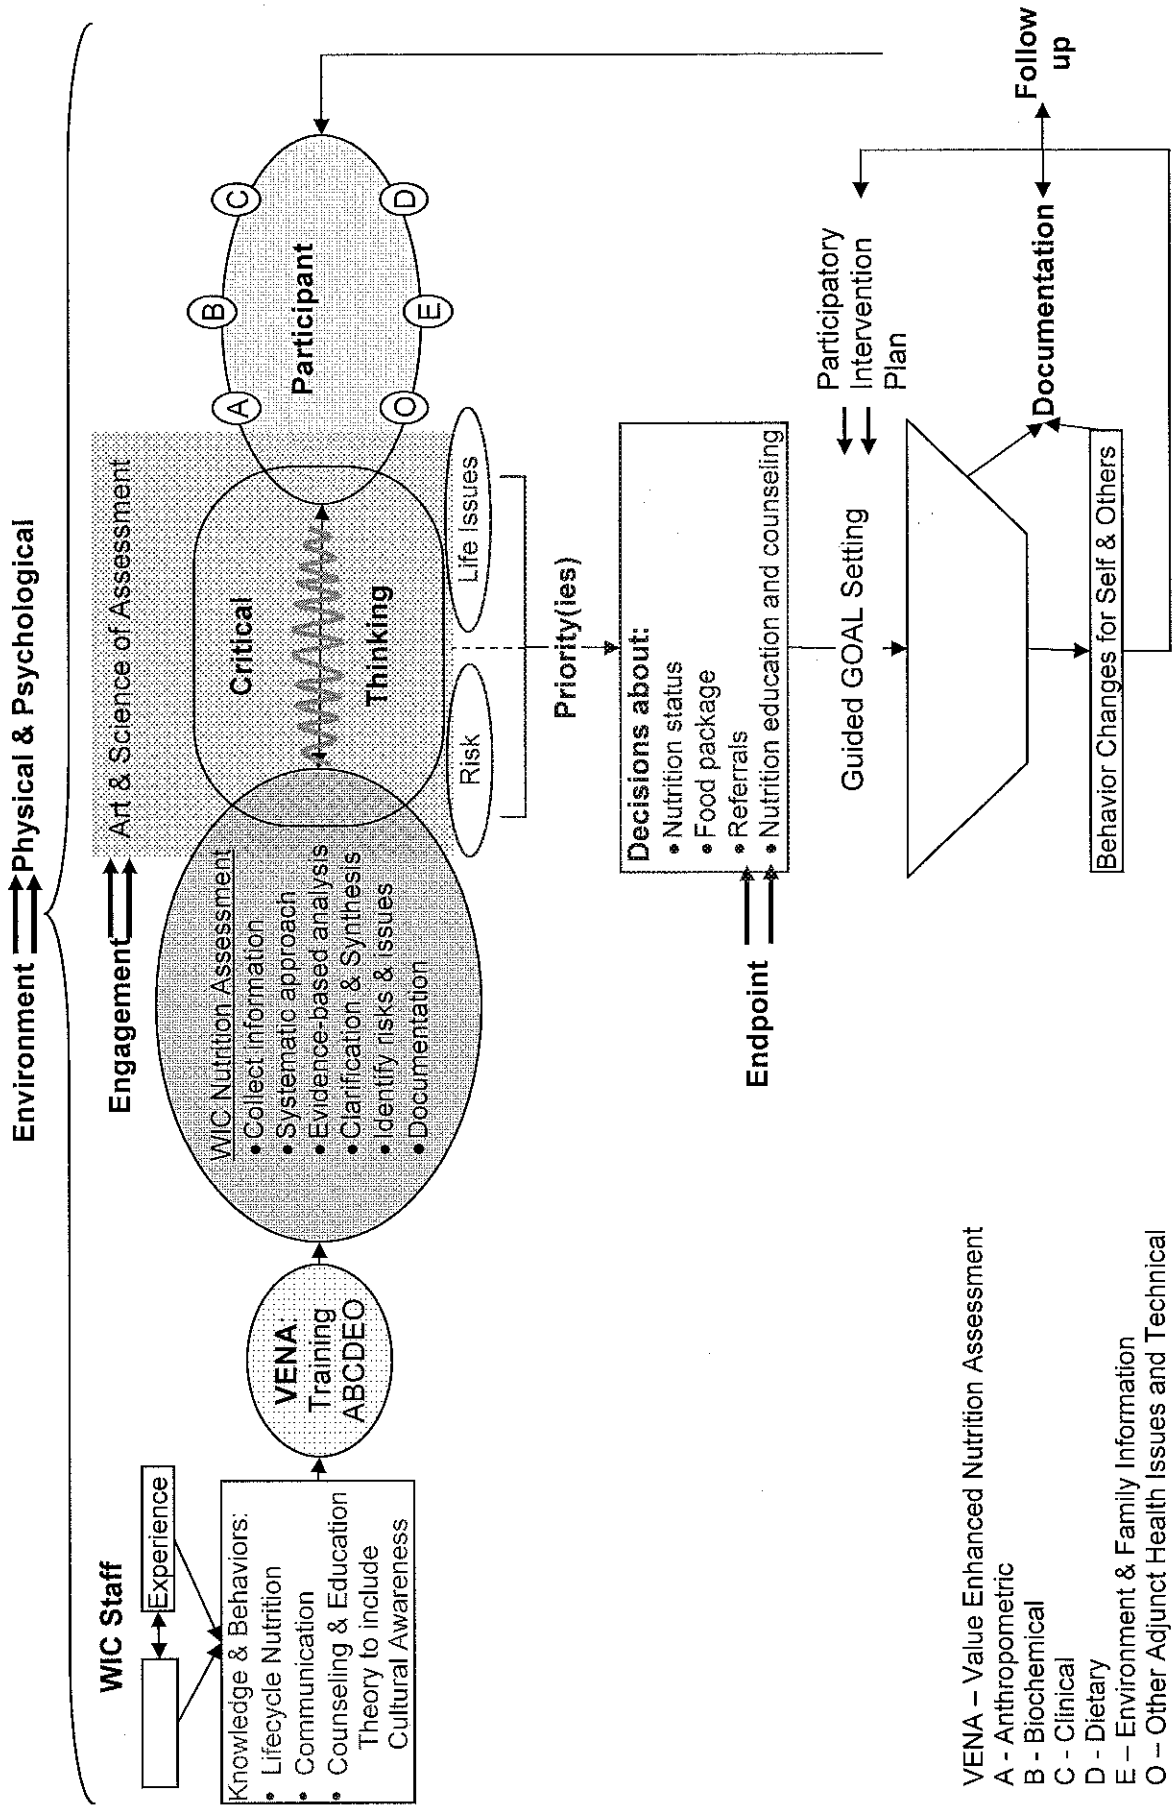 Environment Physical & Psychological
Engagement Art & Science of Assessment
WIC Staff
Experience
Knowledge & Behaviors:
• Lifecycle Nutrition
• Communication
• Counseling & Education
Theory to include
Cultural Awareness
VENA
Training
ABCDEO
WIC Nutrition Assessment
• Collect information
• Systematic approach
• Evidence-based analysis
• Clarification & Synthesis
• Identify risks & issues
• Documentation
Critical
Thinking
Participant
A
B
C
D
E
O
Risk
Life Issues
Priority(ies)
Decisions about:
• Nutrition status
• Food package
• Referrals
• Nutrition education and counseling
Endpoint
Guided GOAL Setting
Participatory
Intervention
Plan
Documentation
Follow
up
Behavior Changes for Self & Others
VENA – Value Enhanced Nutrition Assessment
A - Anthropometric
B - Biochemical
C - Clinical
D - Dietary
E – Environment & Family Information
O – Other Adjunct Health Issues and Technical